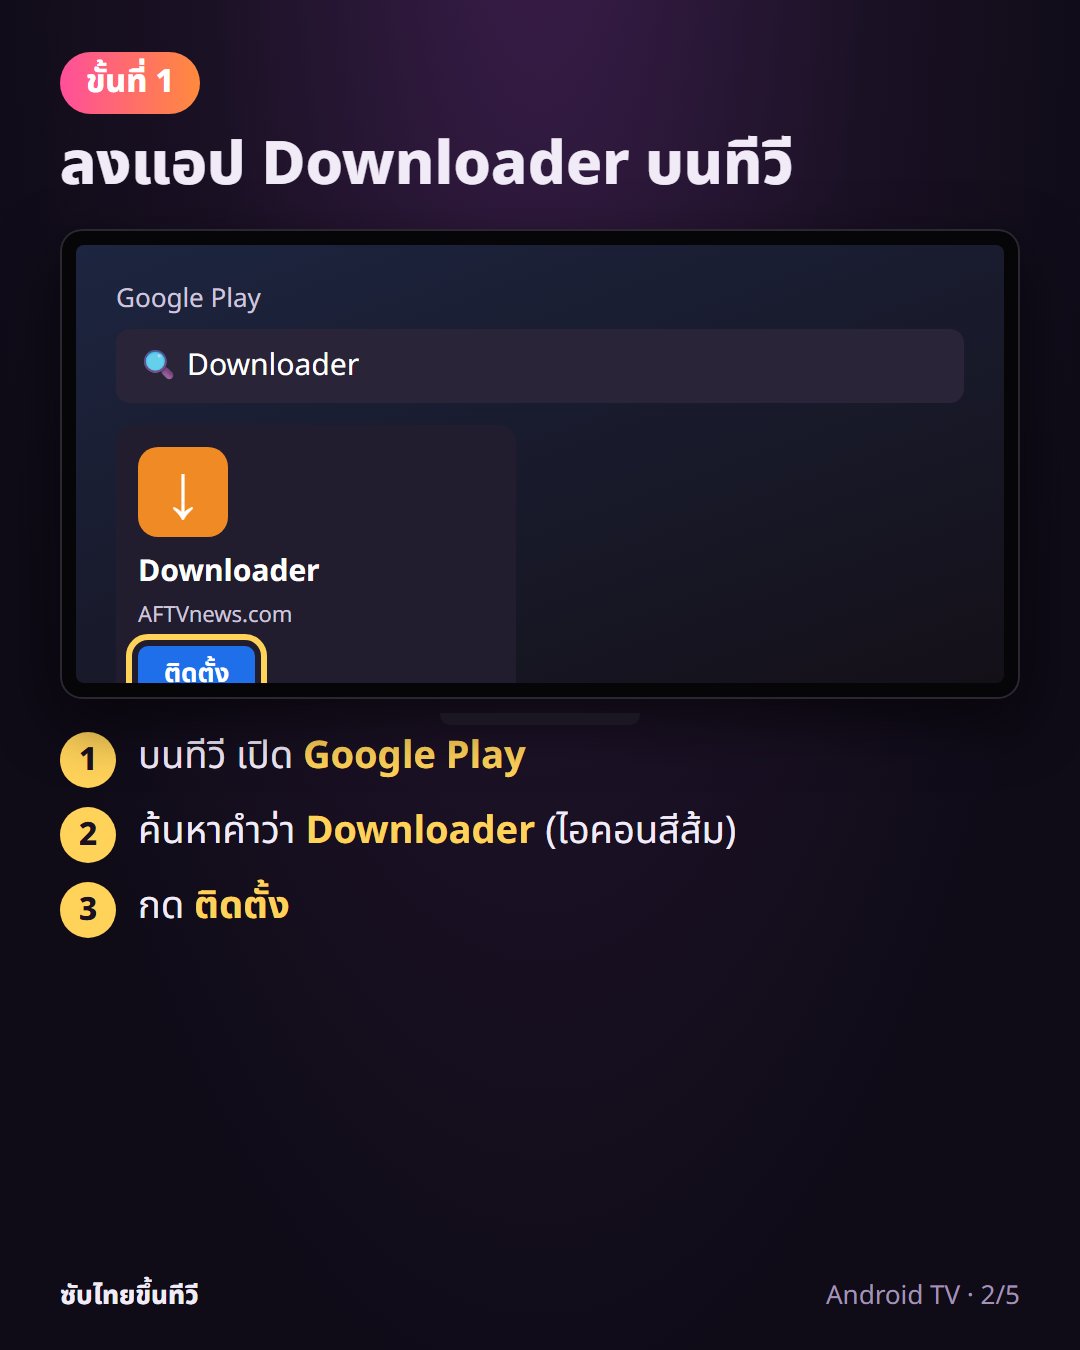 ขั้นที่ 1
ลงแอป Downloader บนทีวี
Google Play
Downloader
Downloader
AFTVnews.com
ติดตั้ง
1 บนทีวี เปิด Google Play
2 ค้นหาคำว่า Downloader (ไอคอนสีส้ม)
3 กด ติดตั้ง
ซับไทยขึ้นทีวี
Android TV · 2/5